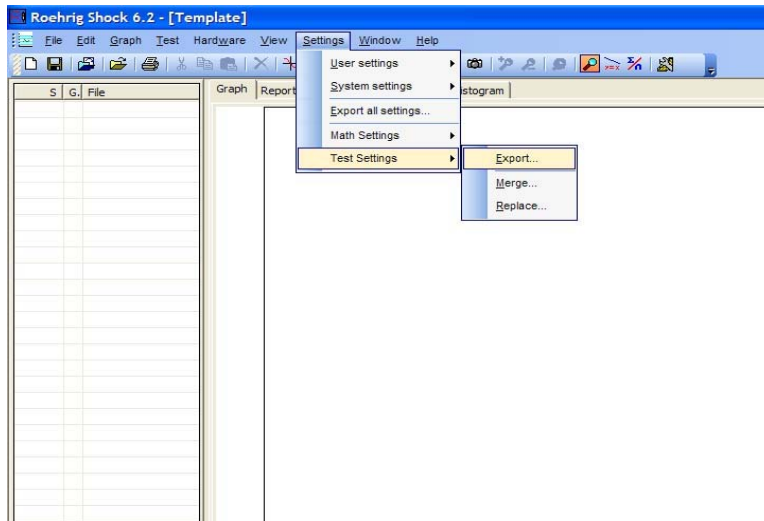 Roehrig Shock 6.2 - [Template]
File Edit Graph Test Hardware View Settings Window Help
S G. File
Graph Report stogram
User settings
System settings
Export all settings...
Math Settings
Test Settings
Export...
Merge...
Replace...